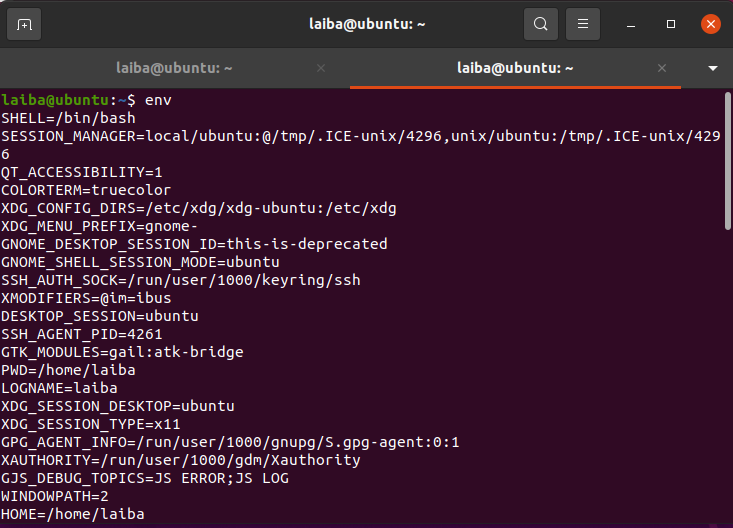 laiba@ubuntu: ~
laiba@ubuntu: ~
laiba@ubuntu: ~
laiba@ubuntu:~$ env
SHELL=/bin/bash
SESSION_MANAGER=local/ubuntu:@/tmp/.ICE-unix/4296,unix/ubuntu:/tmp/.ICE-unix/429
6
QT_ACCESSIBILITY=1
COLORTERM=truecolor
XDG_CONFIG_DIRS=/etc/xdg/xdg-ubuntu:/etc/xdg
XDG_MENU_PREFIX=gnome-
GNOME_DESKTOP_SESSION_ID=this-is-deprecated
GNOME_SHELL_SESSION_MODE=ubuntu
SSH_AUTH_SOCK=/run/user/1000/keyring/ssh
XMODIFIERS=@im=ibus
DESKTOP_SESSION=ubuntu
SSH_AGENT_PID=4261
GTK_MODULES=gail:atk-bridge
PWD=/home/laiba
LOGNAME=laiba
XDG_SESSION_DESKTOP=ubuntu
XDG_SESSION_TYPE=x11
GPG_AGENT_INFO=/run/user/1000/gnupg/S.gpg-agent:0:1
XAUTHORITY=/run/user/1000/gdm/Xauthority
GJS_DEBUG_TOPICS=JS ERROR;JS LOG
WINDOWPATH=2
HOME=/home/laiba